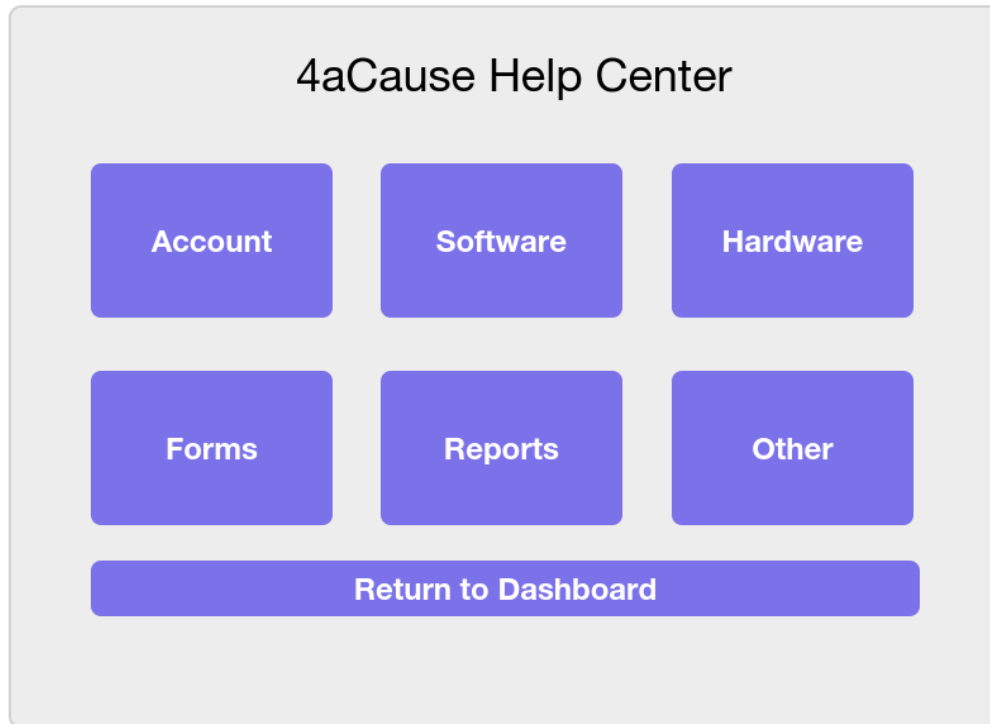 4aCause Help Center
Account Software Hardware
Forms Reports Other
Return to Dashboard